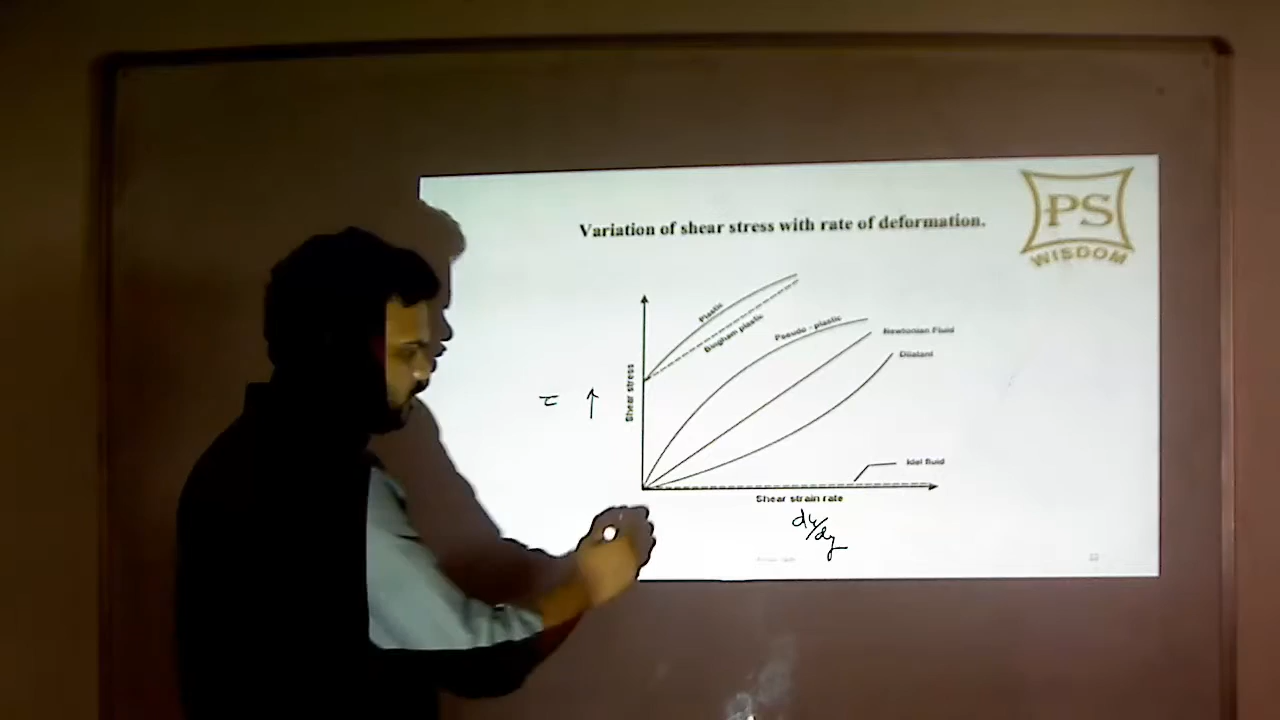 Variation of shear stress with rate of deformation.
PS
WISDOM
Plastic
Bingham plastic
Pseudo - plastic
Newtonian Fluid
Dilatant
τ ↑
Shear stress
Idel fluid
Shear strain rate
du/dy